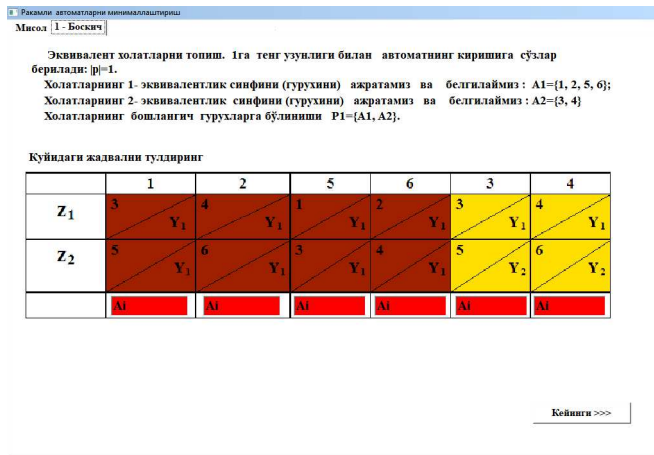 Ракамли автоматларни минималлаштириш
Мисол 1 - Боскич
Эквивалент холатларни топиш. 1га тенг узунлиги билан автоматнинг киришига сўзлар
берилади: |p|=1.
Холатларнинг 1- эквивалентлик синфини (гурухини) ажратамиз ва белгилаймиз : A1={1, 2, 5, 6};
Холатларнинг 2- эквивалентлик синфини (гурухини) ажратамиз ва белгилаймиз : A2={3, 4}
Холатларнинг бошлангич гурухларга бўлиниши P1={A1, A2}.
Куйидаги жадвални тулдиринг
1 2 5 6 3 4
Z1 3 Y1 4 Y1 1 Y1 2 Y1 3 Y1 4 Y1
Z2 5 Y1 6 Y1 3 Y1 4 Y1 5 Y2 6 Y2
Ai Ai Ai Ai Ai Ai
Кейинги >>>